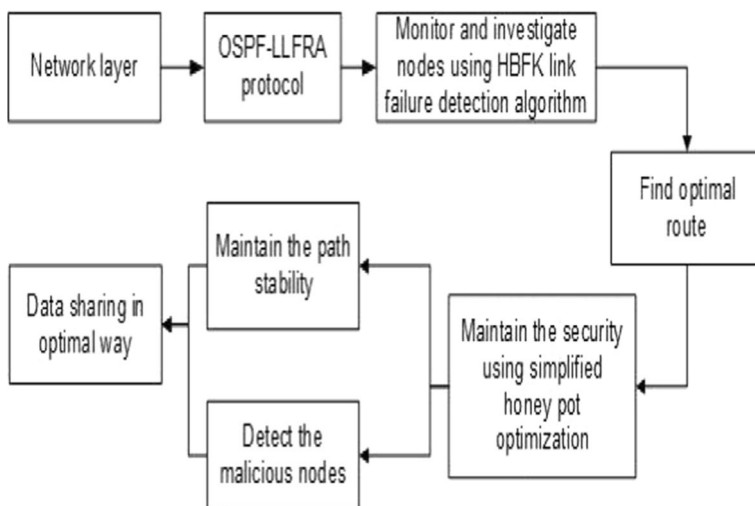 Network layer
OSPF-LLFRA
protocol
Monitor and investigate
nodes using HBFK link
failure detection algorithm
Find optimal
route
Maintain the security
using simplified
honey pot
optimization
Maintain the path
stability
Detect the
malicious nodes
Data sharing in
optimal way